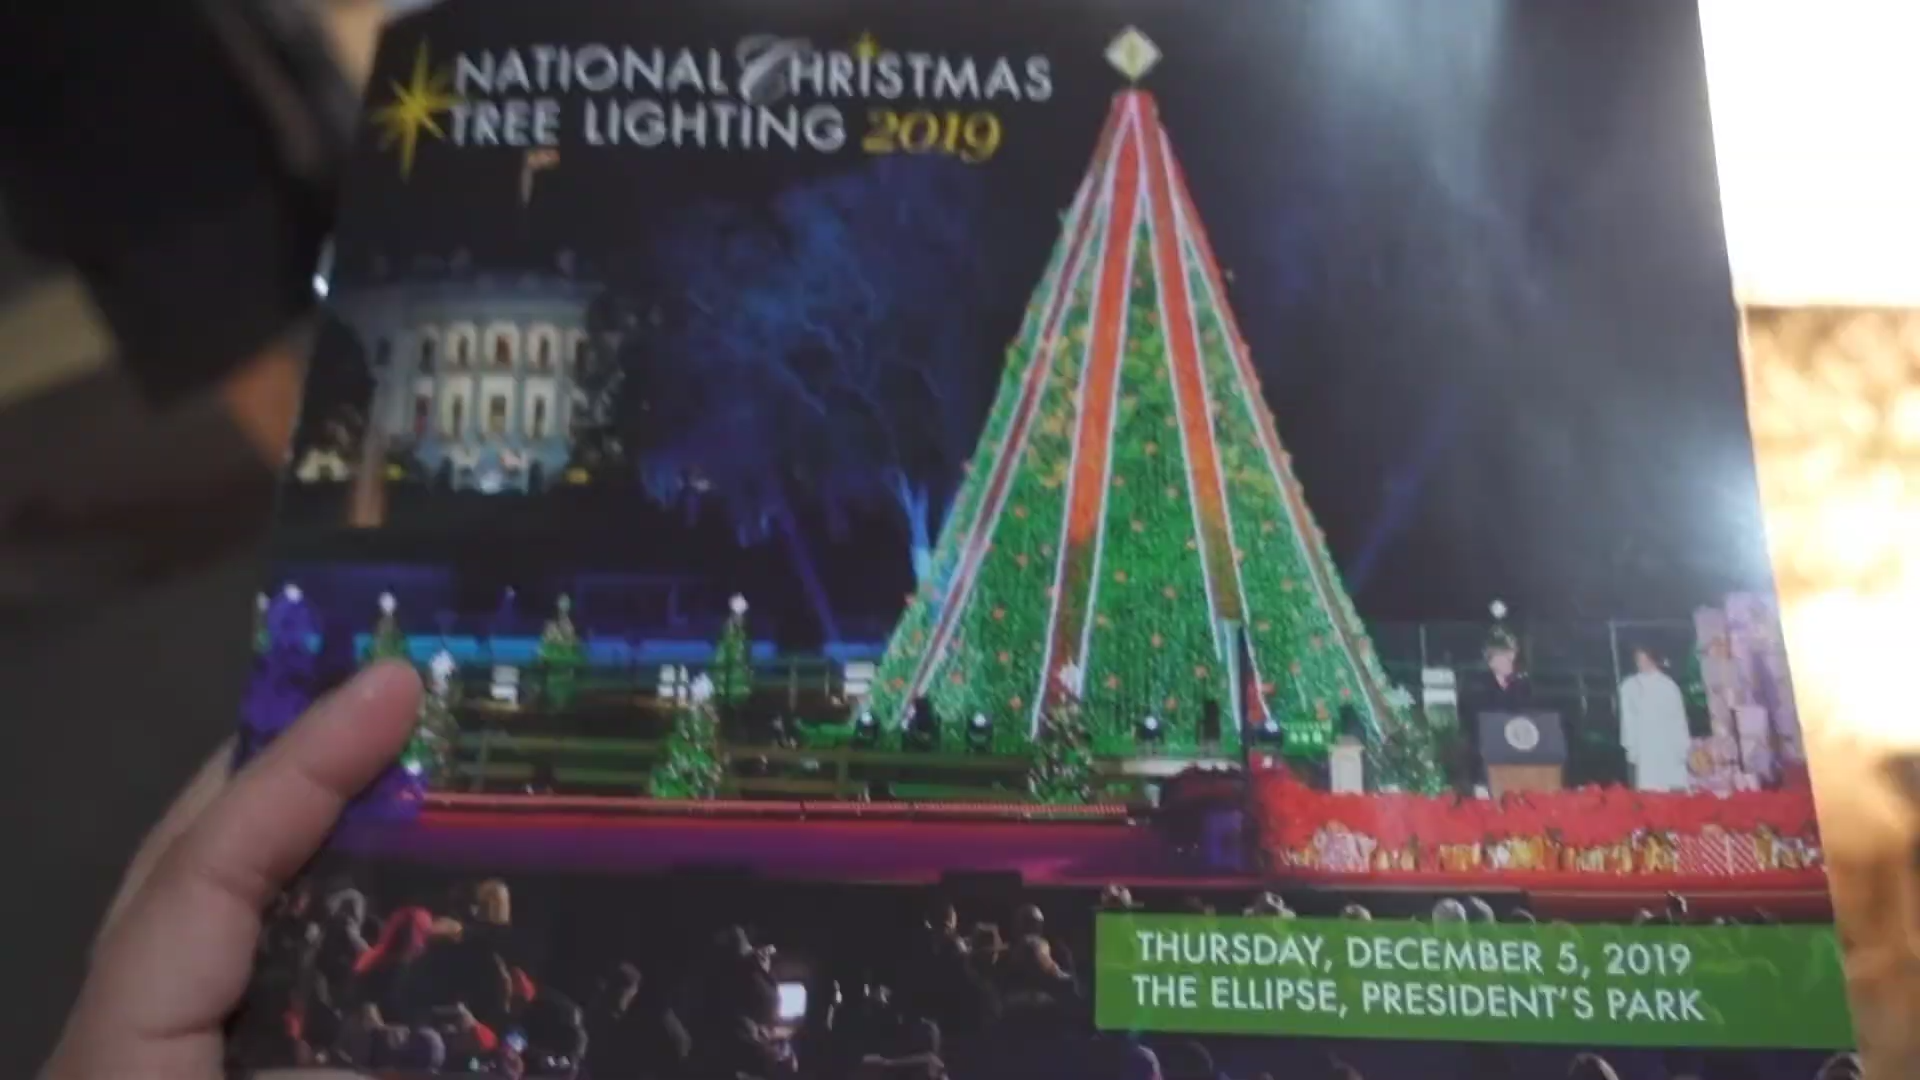 NATIONAL CHRISTMAS
TREE LIGHTING 2019
THURSDAY, DECEMBER 5, 2019
THE ELLIPSE, PRESIDENT'S PARK